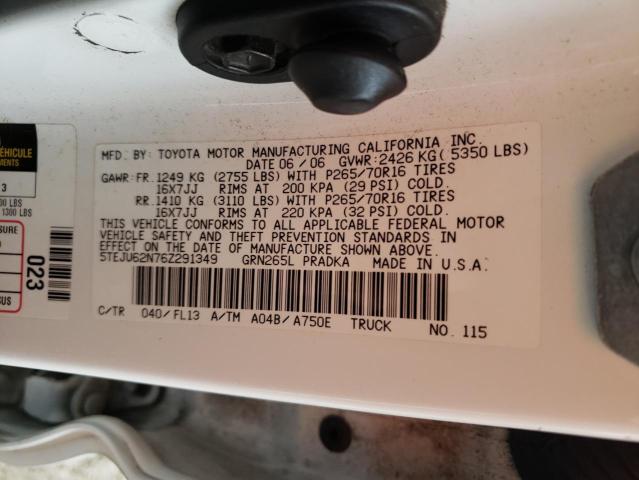 VÉHICULE
3
1300 LBS
023
MFD. BY: TOYOTA MOTOR MANUFACTURING CALIFORNIA INC.
DATE 06/06 GVWR:2426 KG( 5350 LBS)
GAWR:FR.1249 KG (2755 LBS) WITH P265/70R16 TIRES
16X7JJ RIMS AT 200 KPA (29 PSI) COLD.
RR.1410 KG (3110 LBS) WITH P265/70R16 TIRES
16X7JJ RIMS AT 220 KPA (32 PSI) COLD.
THIS VEHICLE CONFORMS TO ALL APPLICABLE FEDERAL MOTOR
VEHICLE SAFETY AND THEFT PREVENTION STANDARDS IN
EFFECT ON THE DATE OF MANUFACTURE SHOWN ABOVE.
5TEJU62N76Z291349 GRN265L PRADKA MADE IN U.S.A.
C/TR 040/FL13 A/TM A04B/A750E TRUCK NO. 115